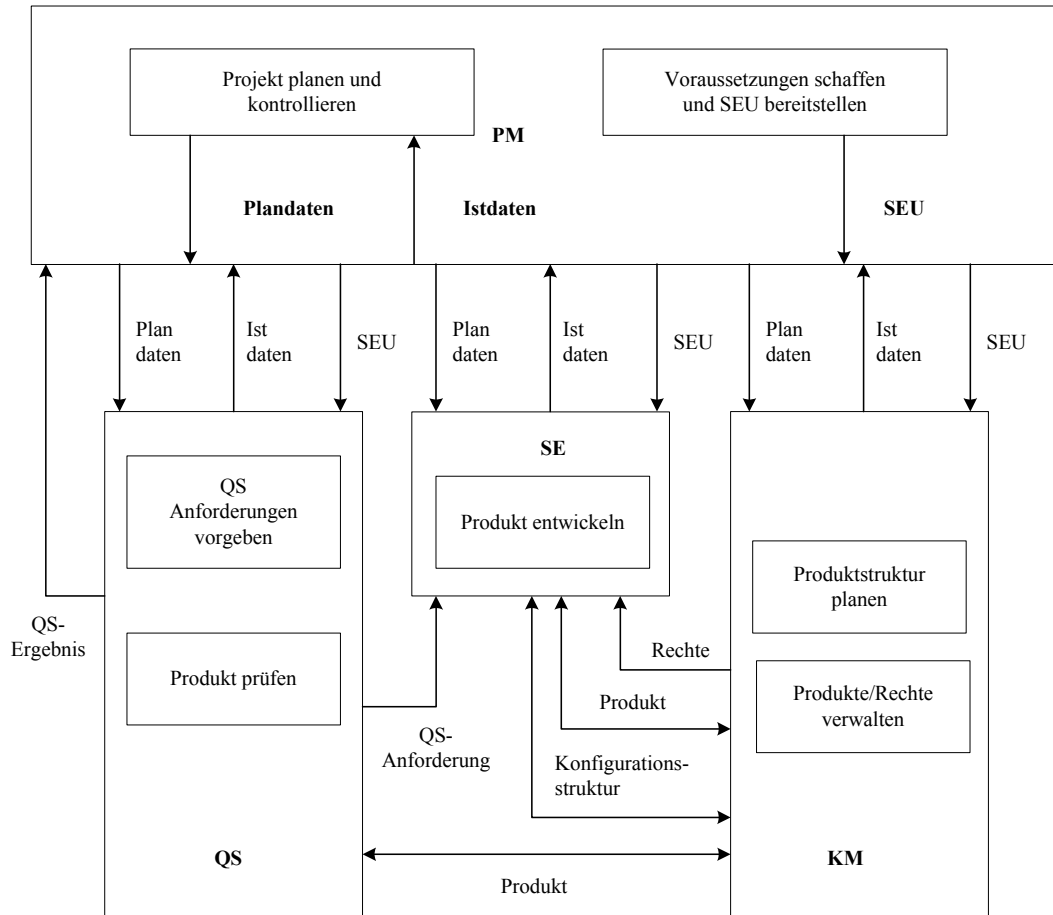 Projekt planen und
kontrollieren
Voraussetzungen schaffen
und SEU bereitstellen
PM
Plandaten
Istdaten
SEU
Plan
daten
Ist
daten
SEU
Plan
daten
Ist
daten
SEU
Plan
daten
Ist
daten
SEU
QS
Anforderungen
vorgeben
SE
Produkt entwickeln
Produktstruktur
planen
QS-
Ergebnis
Produkt prüfen
Rechte
Produkte/Rechte
verwalten
Produkt
QS-
Anforderung
Konfigurations-
struktur
QS
KM
Produkt